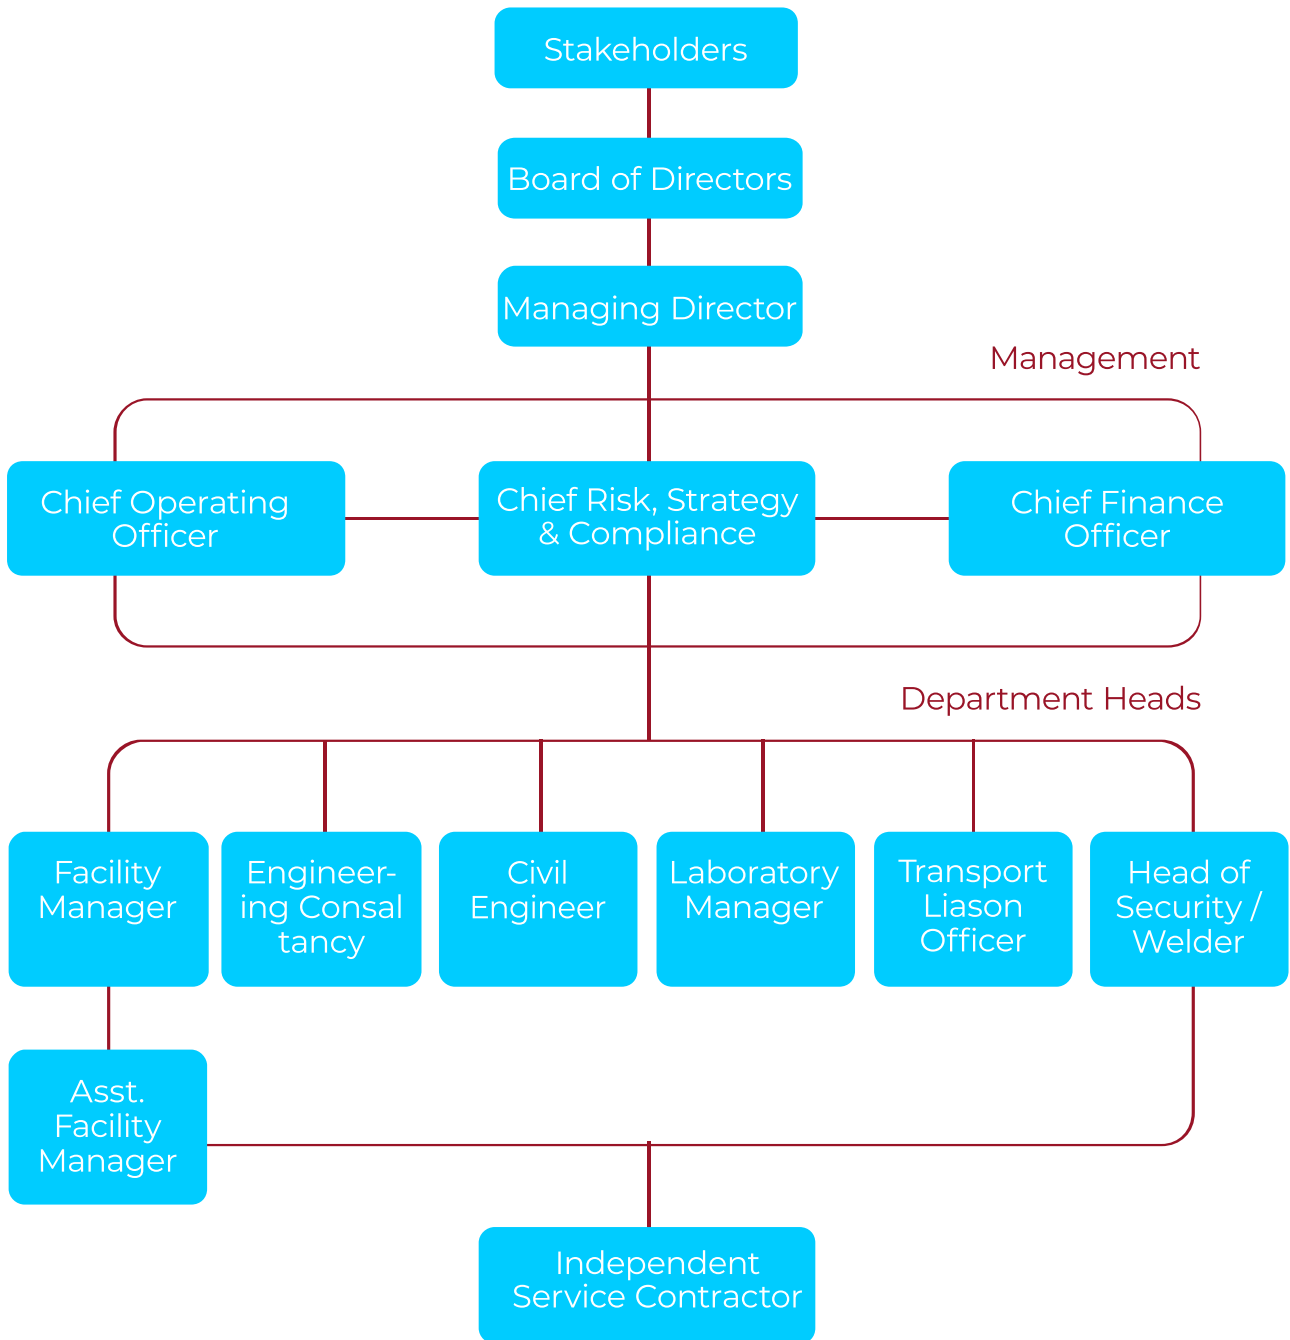 Stakeholders
Board of Directors
Managing Director
Management
Chief Operating
Officer
Chief Risk, Strategy
& Compliance
Chief Finance
Officer
Department Heads
Facility
Manager
Engineer-
ing Consal
tancy
Civil
Engineer
Laboratory
Manager
Transport
Liason
Officer
Head of
Security /
Welder
Asst.
Facility
Manager
Independent
Service Contractor